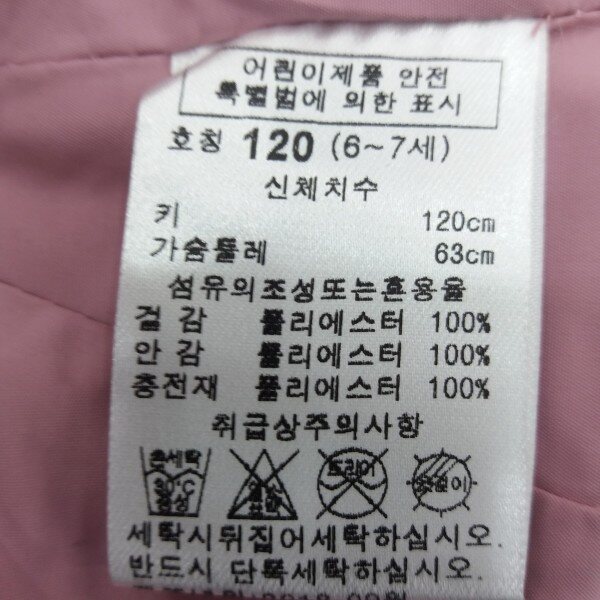 어린이제품 안전
특별법에 의한 표시
호칭 120 (6~7세)
신체치수
키 120cm
가슴둘레 63cm
섬유의조성또는혼용율
겉 감 폴리에스터 100%
안 감 폴리에스터 100%
충전재 폴리에스터 100%
취급상주의사항
손세탁 드라이
중성
세탁시뒤집어세탁하십시오.
반드시 단독세탁하십시오.